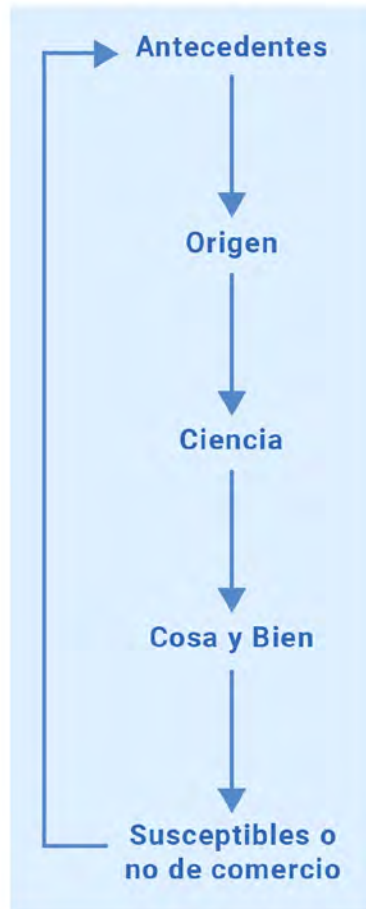 Antecedentes
Origen
Ciencia
Cosa y Bien
Susceptibles o
no de comercio